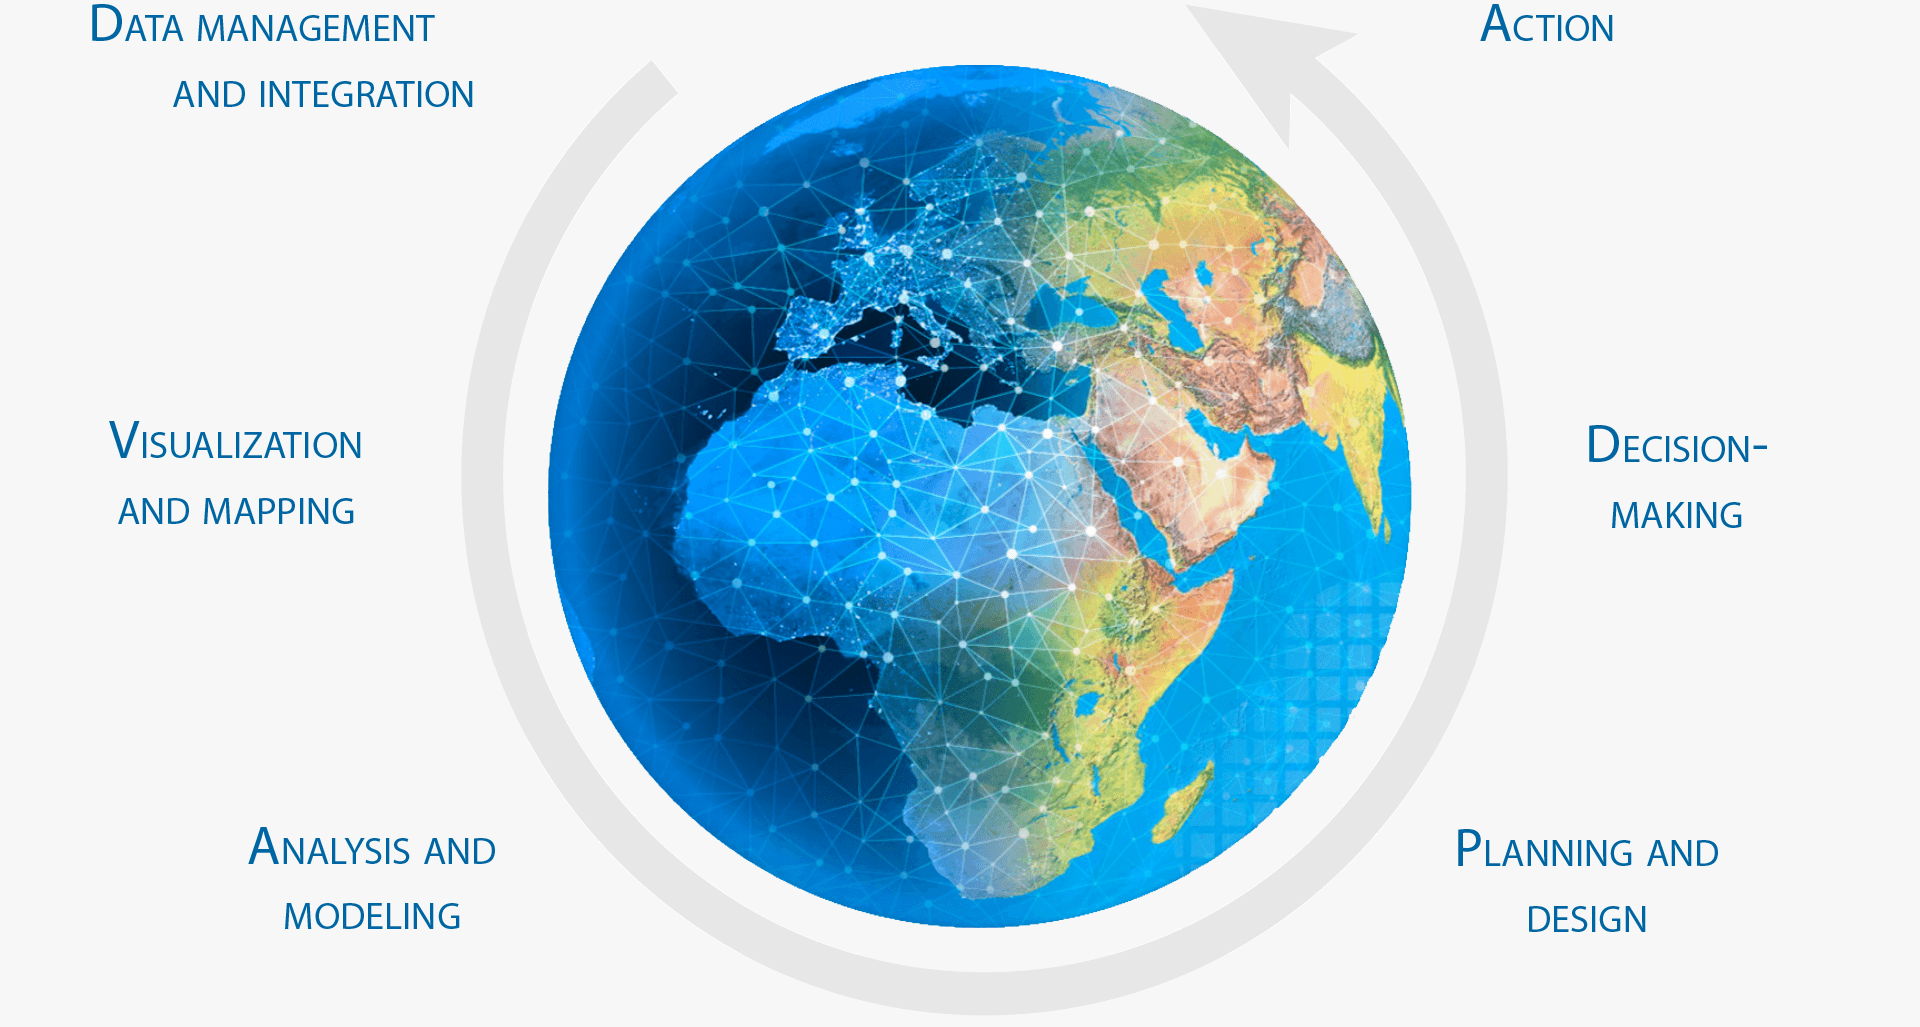 Data management
and integration
Visualization
and mapping
Analysis and
modeling
Planning and
design
Decision-
making
Action